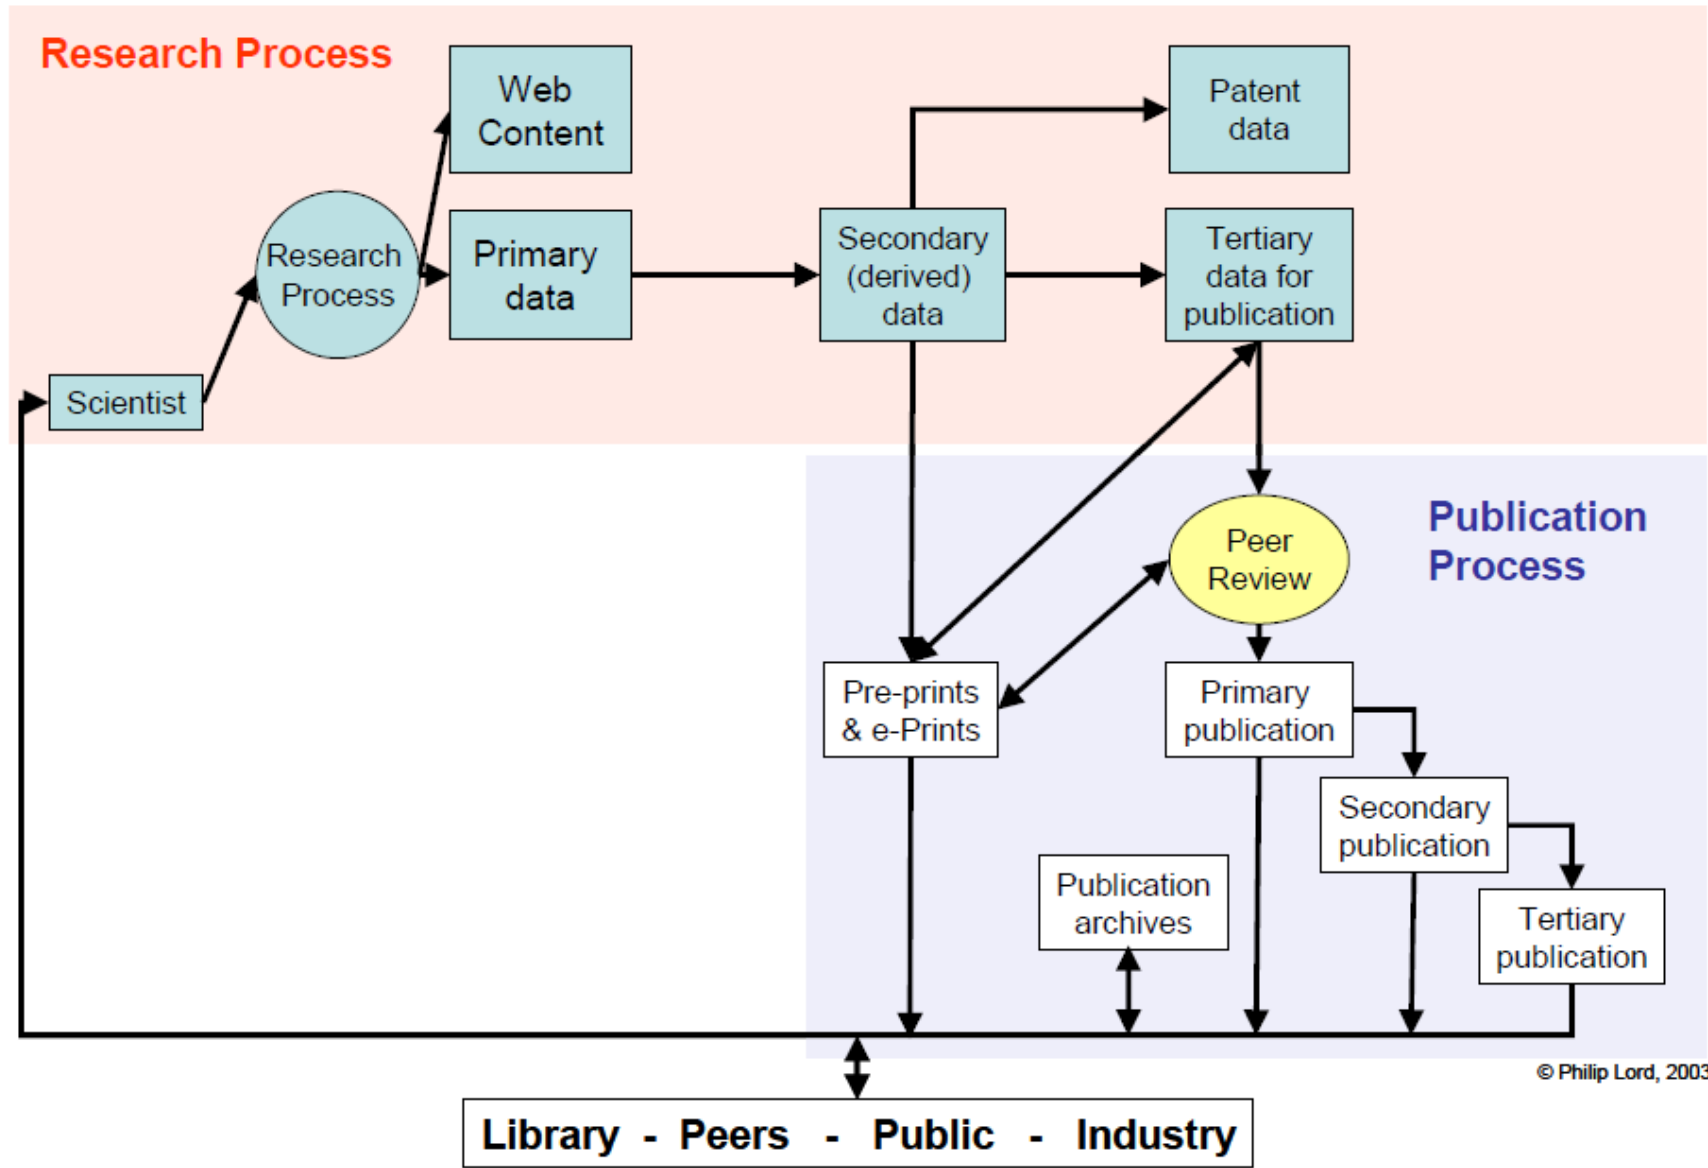 Research Process
Web
Content
Patent
data
Research
Process
Primary
data
Secondary
(derived)
data
Tertiary
data for
publication
Scientist
Publication
Process
Peer
Review
Pre-prints
& e-Prints
Primary
publication
Secondary
publication
Publication
archives
Tertiary
publication
© Philip Lord, 2003
Library - Peers - Public - Industry